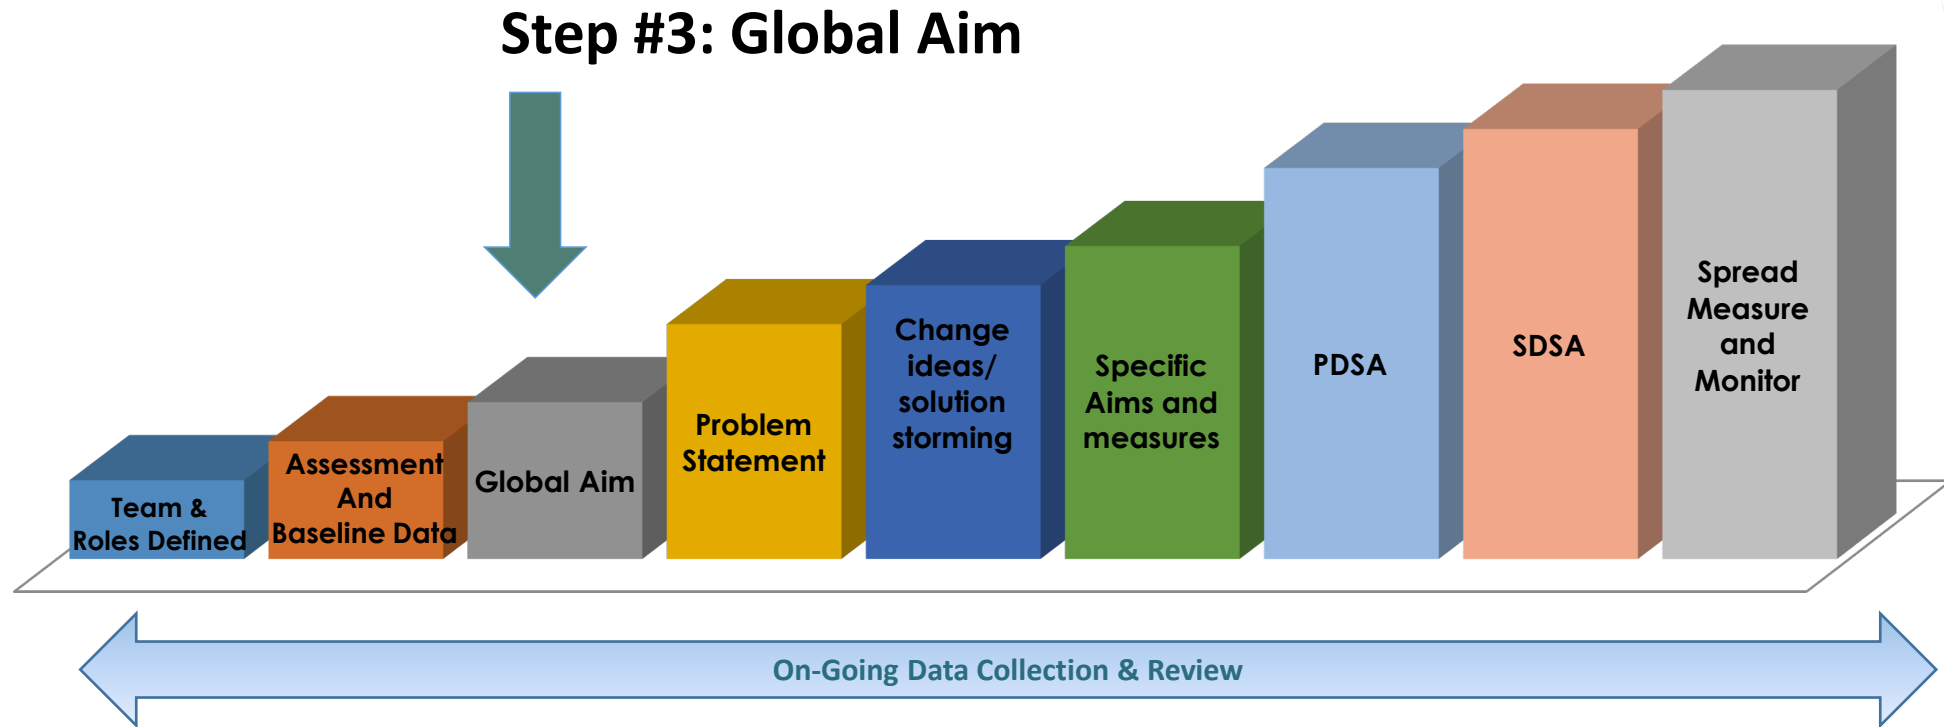 Step #3: Global Aim
Team &
Roles Defined
Assessment
And
Baseline Data
Global Aim
Problem
Statement
Change
ideas/
solution
storming
Specific
Aims and
measures
PDSA
SDSA
Spread
Measure
and
Monitor
On-Going Data Collection & Review